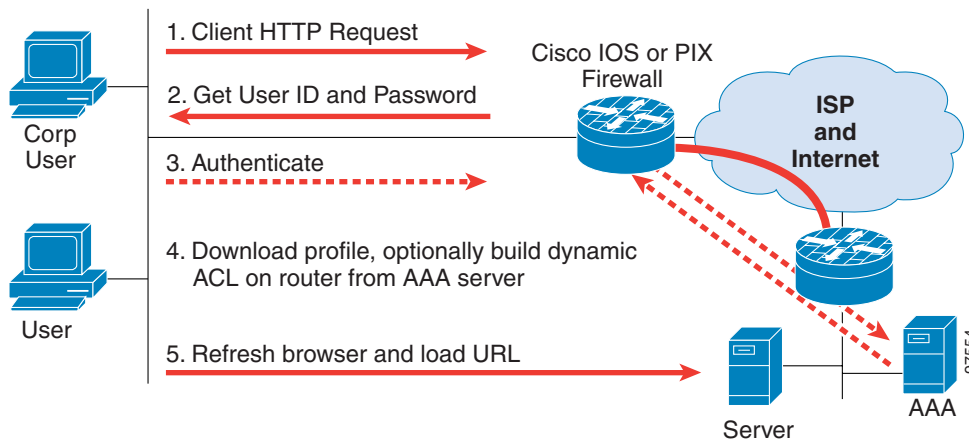 1. Client HTTP Request
Cisco IOS or PIX
Firewall
2. Get User ID and Password
ISP
and
Internet
Corp
User
3. Authenticate
4. Download profile, optionally build dynamic
ACL on router from AAA server
User
5. Refresh browser and load URL
Server
AAA